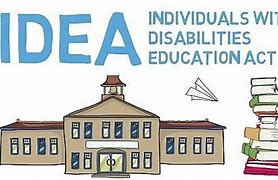 IDEA
INDIVIDUALS WIT
DISABILITIES
EDUCATION ACT